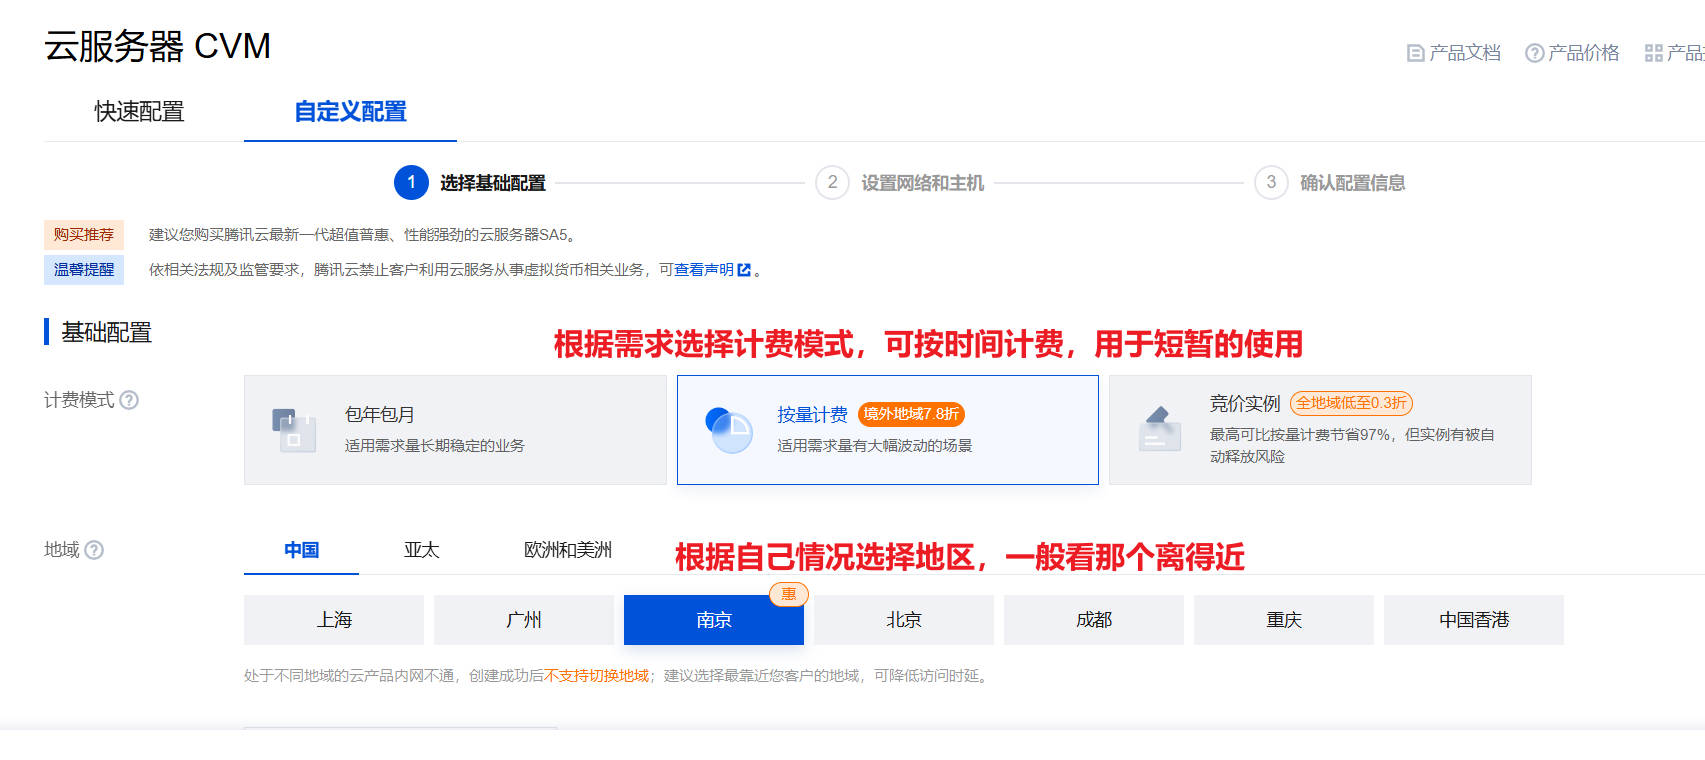 云服务器 CVM
产品文档 产品价格 产品
快速配置 自定义配置
1 选择基础配置 2 设置网络和主机 3 确认配置信息
购买推荐 建议您购买腾讯云最新一代超值普惠、性能强劲的云服务器SA5。
温馨提醒 依相关法规及监管要求，腾讯云禁止客户利用云服务从事虚拟货币相关业务，可查看声明。
基础配置
根据需求选择计费模式，可按时间计费，用于短暂的使用
计费模式
包年包月
适用需求量长期稳定的业务
按量计费 境外地域7.8折
适用需求量有大幅波动的场景
竞价实例 全地域低至0.3折
最高可比按量计费节省97%，但实例有被自
动释放风险
地域 中国 亚太 欧洲和美洲
根据自己情况选择地区，一般看那个离得近
惠
上海 广州 南京 北京 成都 重庆 中国香港
处于不同地域的云产品内网不通，创建成功后不支持切换地域；建议选择最靠近您客户的地域，可降低访问时延。